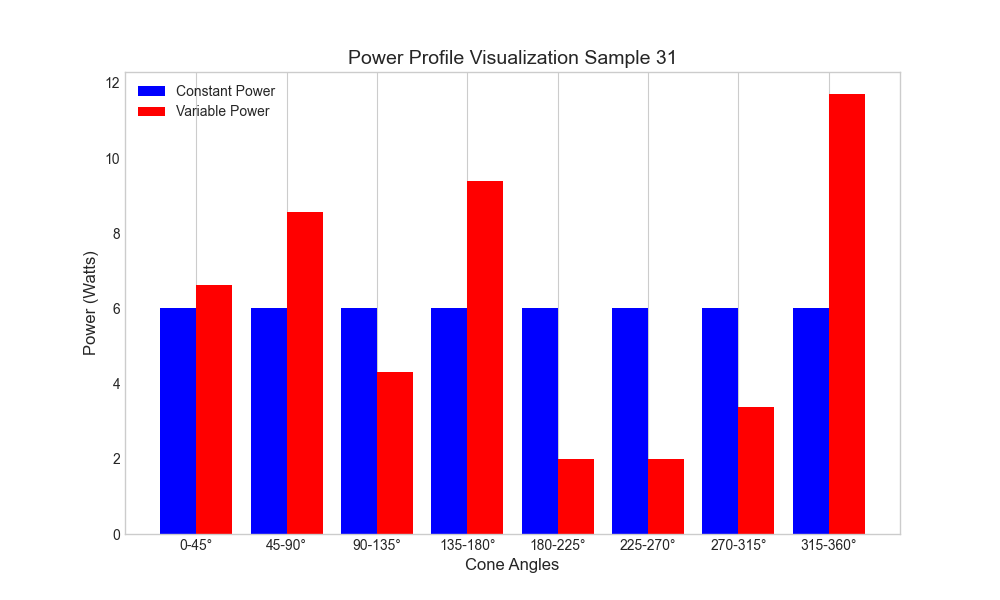 Power Profile Visualization Sample 31
Constant Power
Variable Power
Power (Watts)
12
10
8
6
4
2
0
0-45° 45-90° 90-135° 135-180° 180-225° 225-270° 270-315° 315-360°
Cone Angles